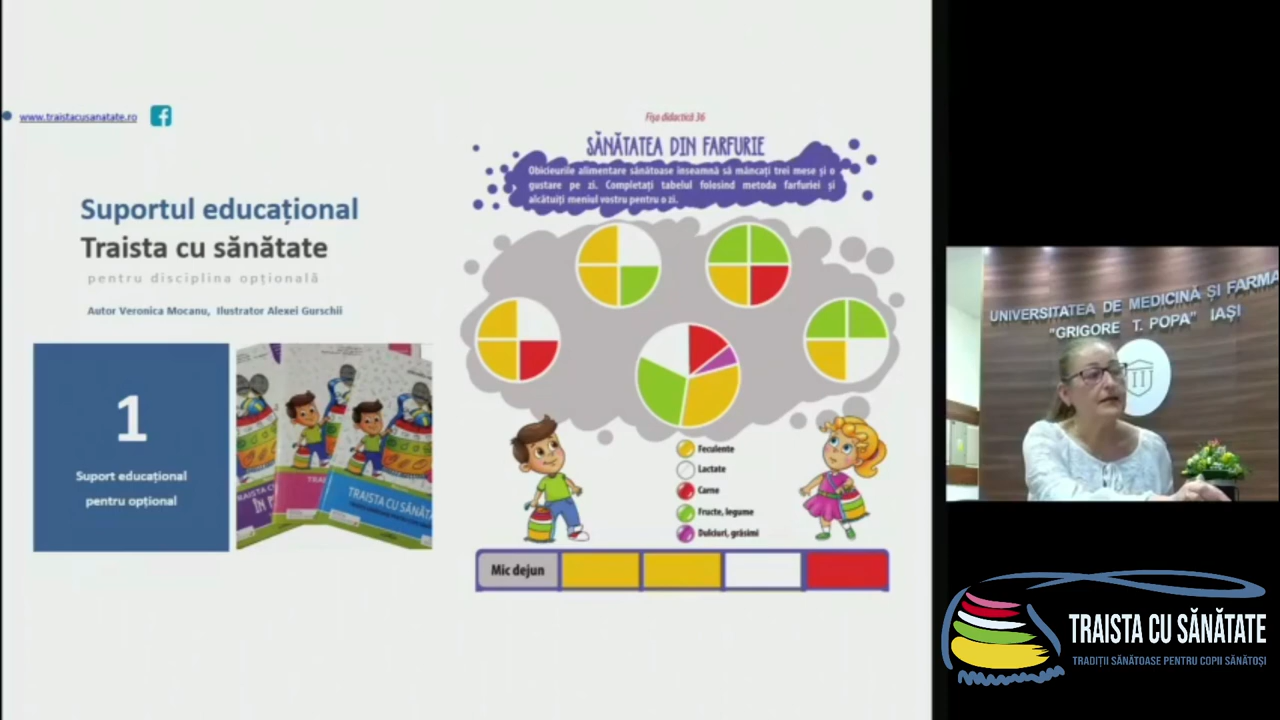 www.traistacusanatate.ro
Suportul educațional
Traista cu sănătate
pentru disciplina opțională
Autor Veronica Mocanu, Ilustrator Alexei Gurschii
1
Suport educațional
pentru opțional
TRAISTA CU SĂNĂT
Fișa didactică 36
SĂNĂTATEA DIN FARFURIE
Obiceiurile alimentare sănătoase înseamnă să mâncați trei mese și o
gustare pe zi. Completați tabelul folosind metoda farfuriei și
alcătuiți meniul vostru pentru o zi.
Feculente
Lactate
Carne
Fructe, legume
Dulciuri, grăsimi
Mic dejun
UNIVERSITATEA DE MEDICINĂ ȘI FARMA
"GRIGORE T. POPA" IAȘI
TRAISTA CU SĂNĂTATE
TRADIȚII SĂNĂTOASE PENTRU COPII SĂNĂTOȘI